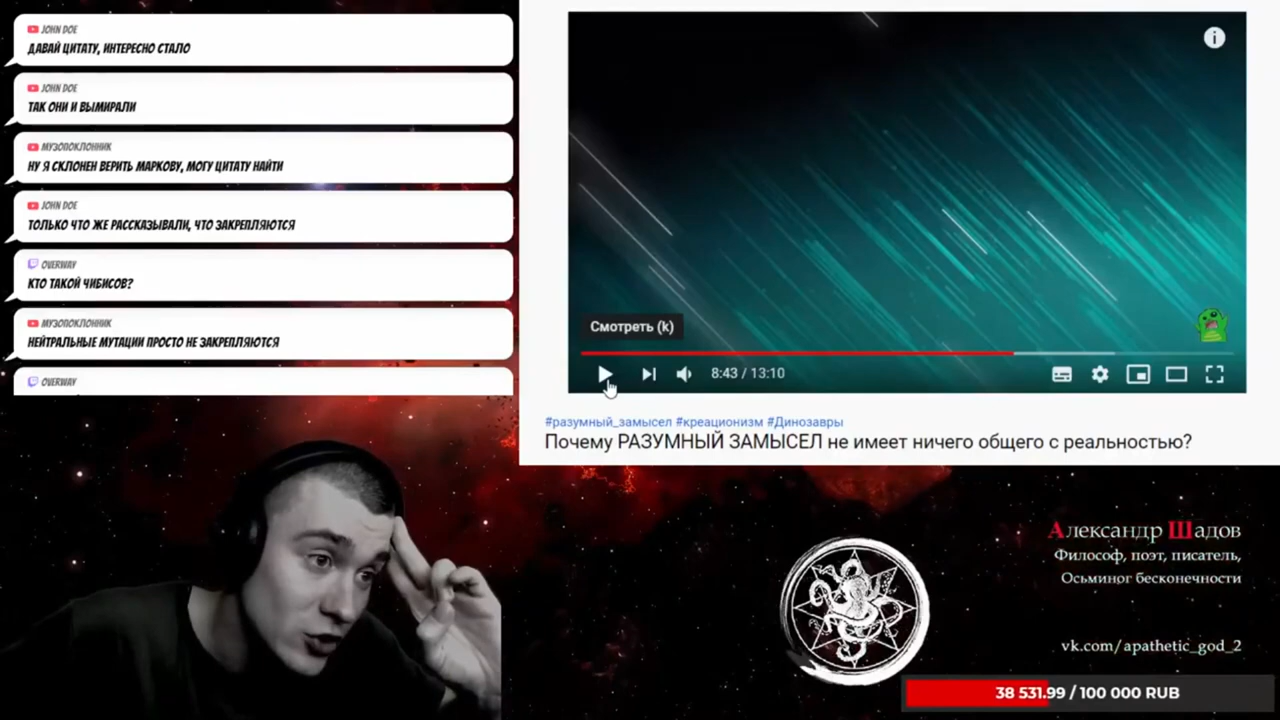 JOHN DOE
ДАВАЙ ЦИТАТУ, ИНТЕРЕСНО СТАЛО
JOHN DOE
ТАК ОНИ И ВЫМИРАЛИ
МУЗОПОКЛОННИК
НУ Я СКЛОНЕН ВЕРИТЬ МАРКОВУ, МОГУ ЦИТАТУ НАЙТИ
JOHN DOE
ТОЛЬКО ЧТО ЖЕ РАССКАЗЫВАЛИ, ЧТО ЗАКРЕПЛЯЮТСЯ
OVERWAY
КТО ТАКОЙ ЧИБИСОВ?
МУЗОПОКЛОННИК
НЕЙТРАЛЬНЫЕ МУТАЦИИ ПРОСТО НЕ ЗАКРЕПЛЯЮТСЯ
OVERWAY
Смотреть (k)
8:43 / 13:10
#разумный_замысел #креационизм #Динозавры
Почему РАЗУМНЫЙ ЗАМЫСЕЛ не имеет ничего общего с реальностью?
Александр Шадов
Философ, поэт, писатель,
Осьминог бесконечности
vk.com/apathetic_god_2
38 531.99 / 100 000 RUB